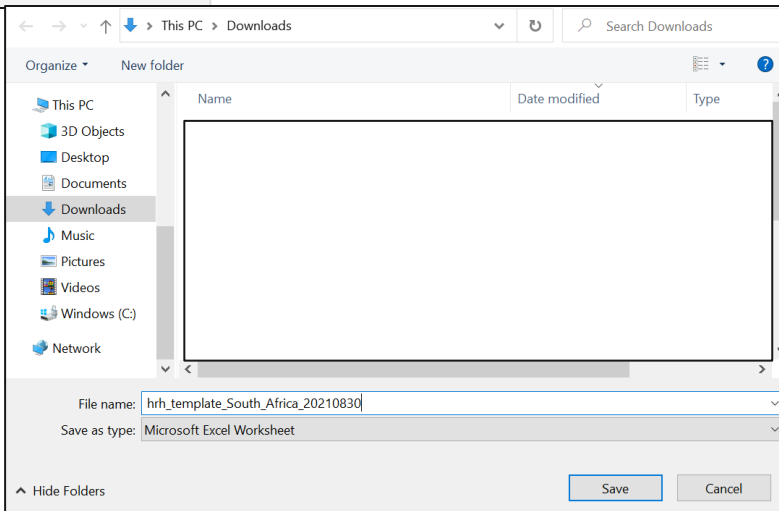 This PC > Downloads
Search Downloads
Organize
New folder
?
Name
Date modified
Type
This PC
3D Objects
Desktop
Documents
Downloads
Music
Pictures
Videos
Windows (C:)
Network
File name: hrh_template_South_Africa_20210830
Save as type: Microsoft Excel Worksheet
Hide Folders
Save
Cancel